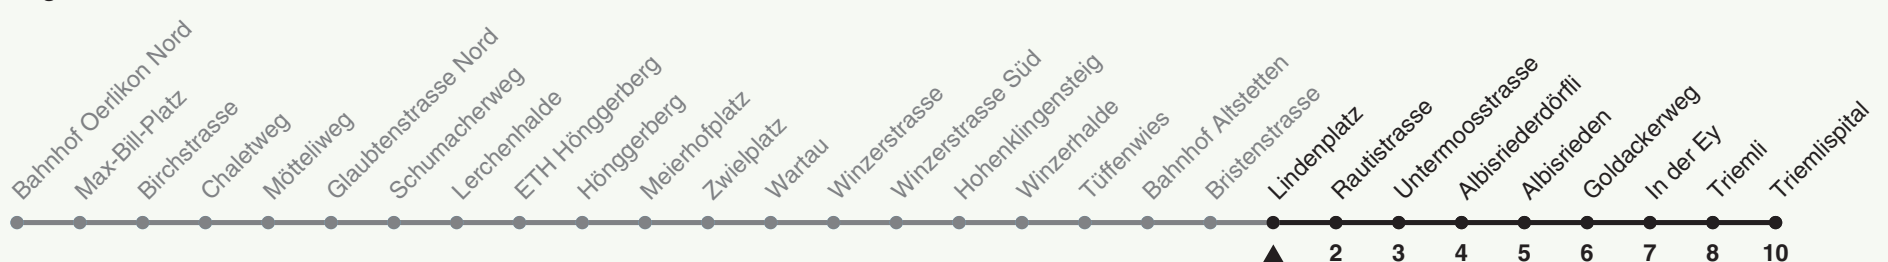 Bahnhof Oerlikon Nord
Max-Bill-Platz
Birchstrasse
Chaletweg
Mötteliweg
Glaubtenstrasse Nord
Schumacherweg
Lerchenhalde
ETH Hönggerberg
Hönggerberg
Meierhofplatz
Zwielplatz
Wartau
Winzerstrasse
Winzerstrasse Süd
Hohenklingensteig
Winzerhalde
Tüffenwies
Bahnhof Altstetten
Bristenstrasse
Lindenplatz
Rautistrasse
Untermoosstrasse
Albisriederdörfli
Albisrieden
Goldackerweg
In der Ey
Triemli
Triemlispital
2 3 4 5 6 7 8 10